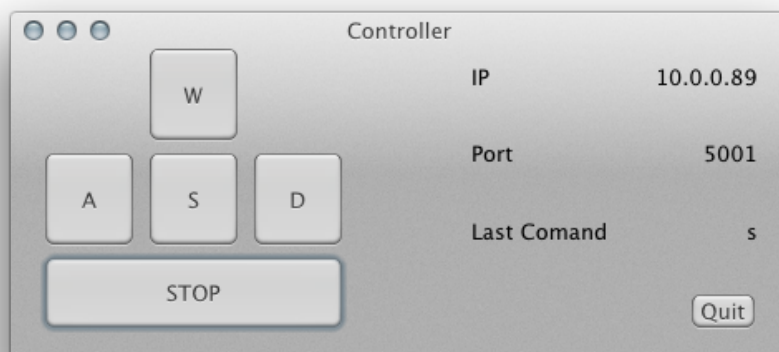 Controller
W
IP 10.0.0.89
Port 5001
A S D
Last Comand s
STOP
Quit